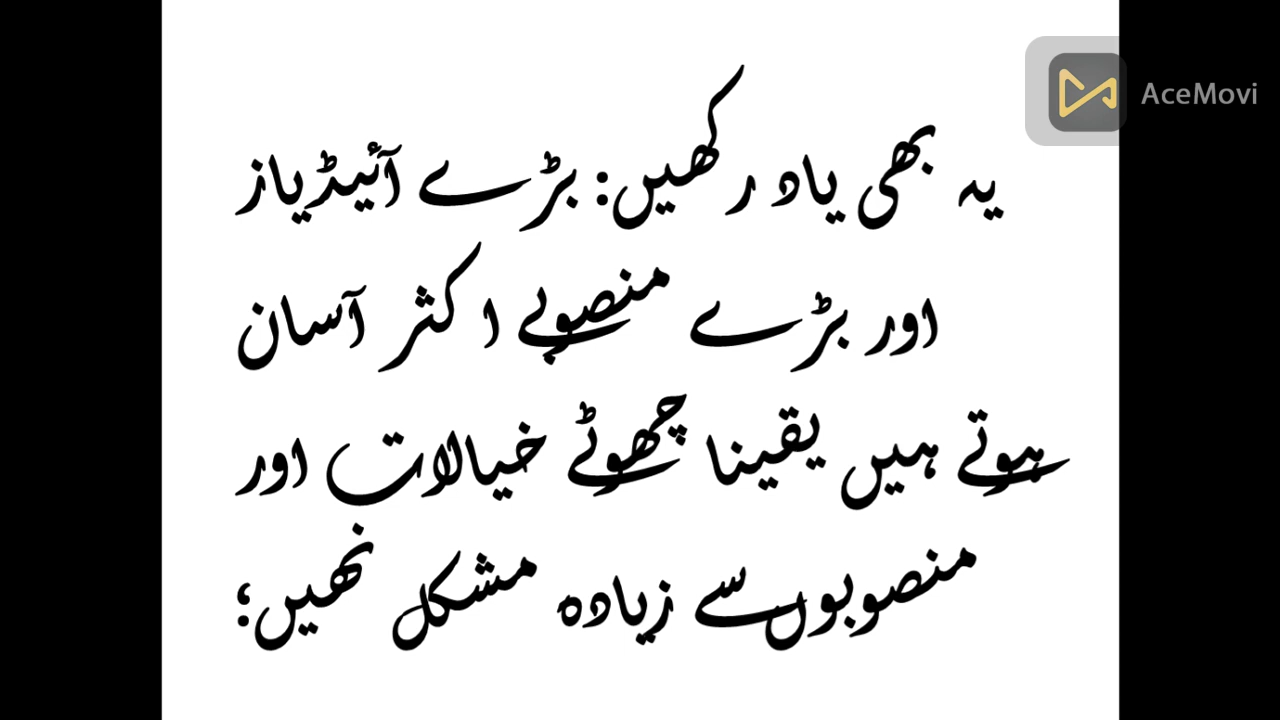 AceMovi
یہ بھی یاد رکھیں: بڑے آئیڈیاز
اور بڑے منصوبے اکثر آسان
ہوتے ہیں یقینا چھوٹے خیالات اور
منصوبوں سے زیادہ مشکل نھیں؛